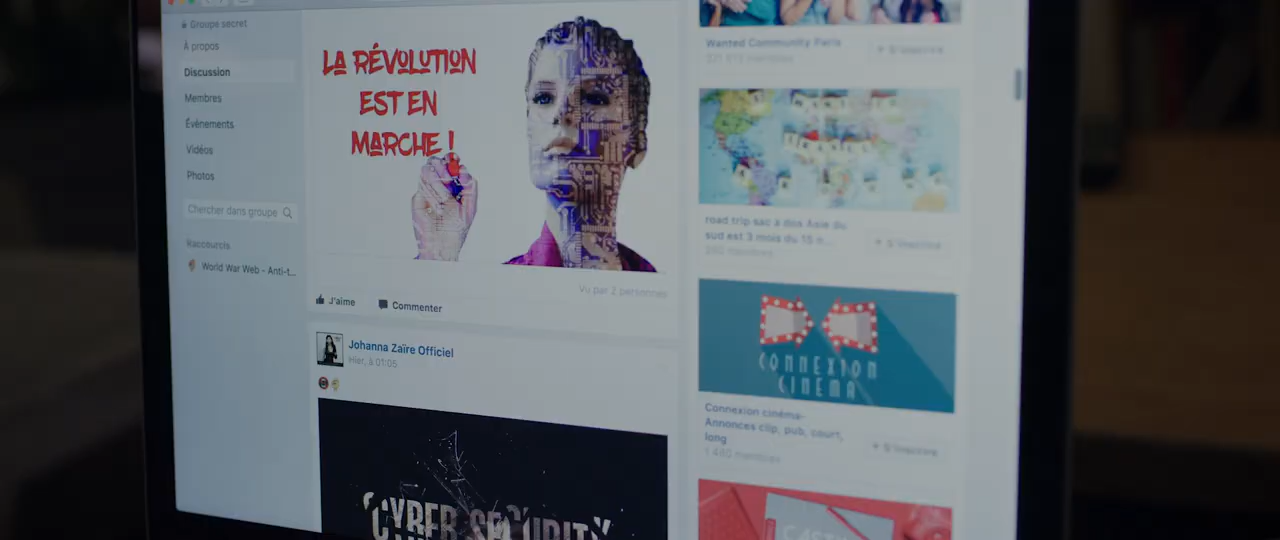 Groupe secret
À propos
Discussion
Membres
Événements
Vidéos
Photos
Chercher dans groupe
Raccourcis
World War Web - Anti-t...
LA RÉVOLUTION
EST EN
MARCHE !
Vu par 2 personnes
J'aime
Commenter
Johanna Zaïre Officiel
Hier, à 01:05
CYBER SECURITY
Wanted Community Paris
+ S'inscrire
membres
road trip sac à dos Asie du
sud est 3 mois du 15 n...
+ S'inscrire
membres
CONNEXION
CINEMA
Connexion cinéma-
Annonces clip, pub, court,
long
+ S'inscrire
1 480 membres